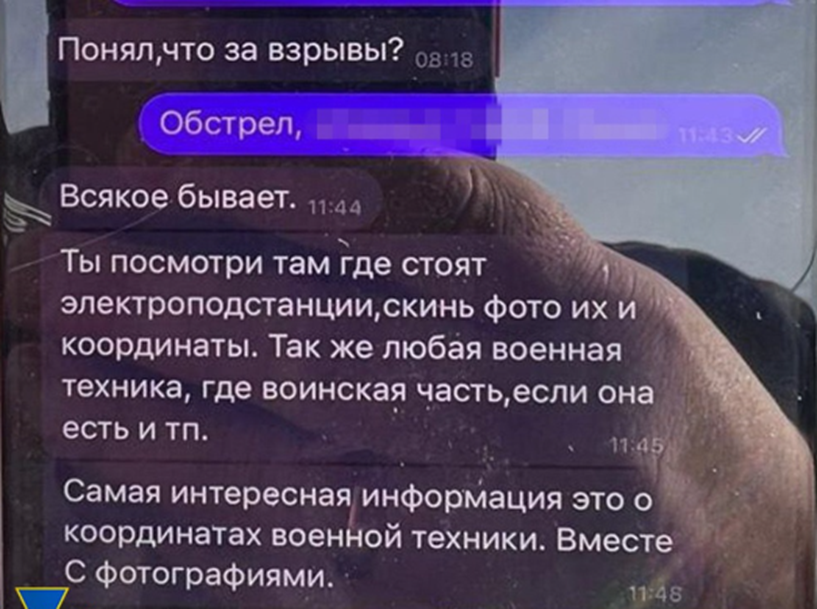 Понял,что за взрывы? 08:18
Обстрел, 11:43
Всякое бывает. 11:44
Ты посмотри там где стоят
электроподстанции,скинь фото их и
координаты. Так же любая военная
техника, где воинская часть,если она
есть и тп. 11:45
Самая интересная информация это о
координатах военной техники. Вместе
С фотографиями. 11:48